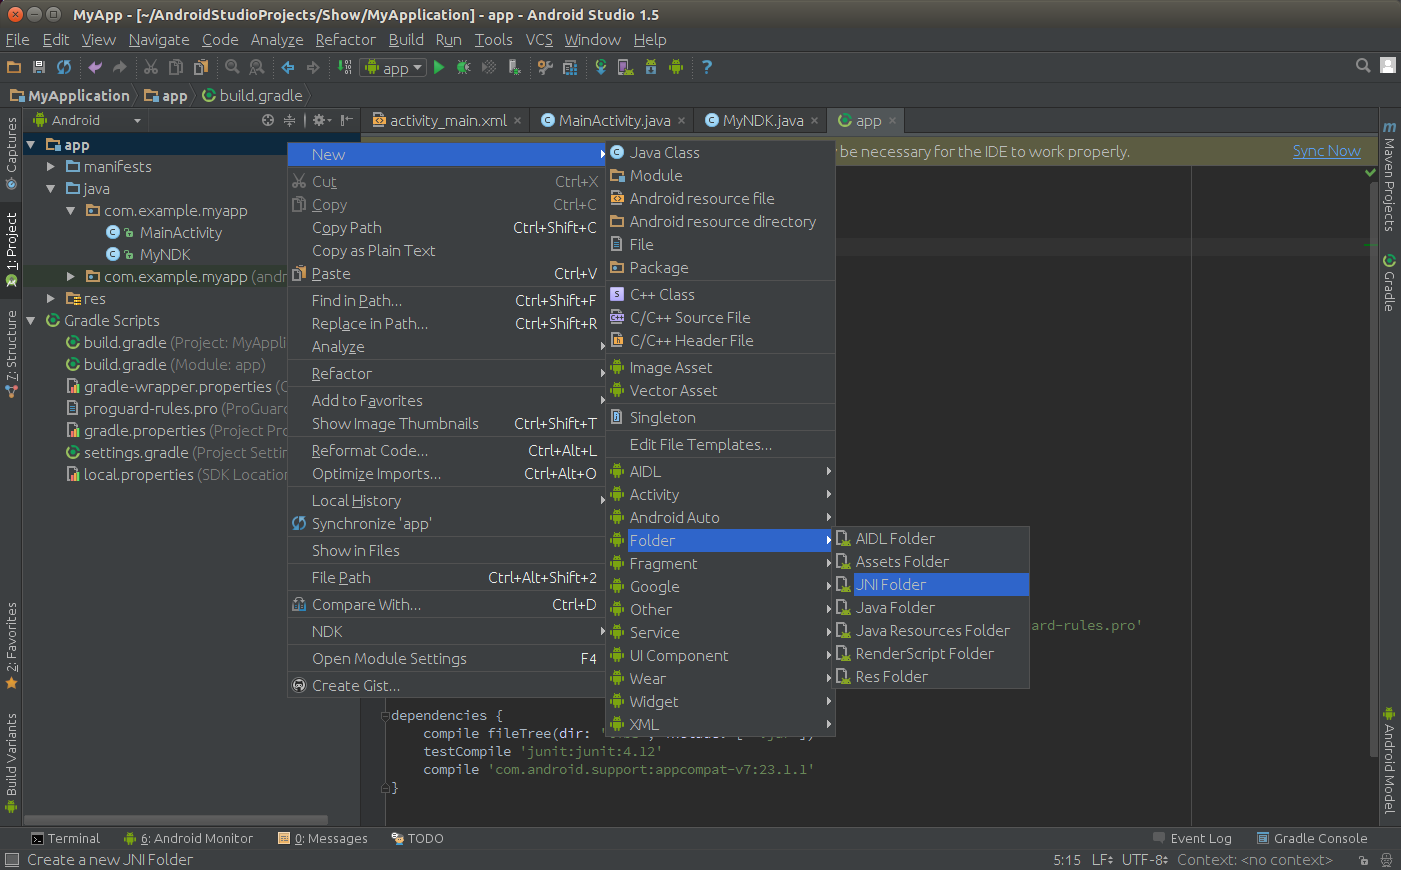 MyApp - [~/AndroidStudioProjects/Show/MyApplication] - app - Android Studio 1.5
File Edit View Navigate Code Analyze Refactor Build Run Tools VCS Window Help
app
MyApplication app build.gradle
Android
activity_main.xml MainActivity.java MyNDK.java app
be necessary for the IDE to work properly. Sync Now
Captures
1: Project
7: Structure
2: Favorites
Build Variants
app
manifests
java
com.example.myapp
MainActivity
MyNDK
com.example.myapp (andr
res
Gradle Scripts
build.gradle (Project: MyAppli
build.gradle (Module: app)
gradle-wrapper.properties (
proguard-rules.pro (ProGuard
gradle.properties (Project Pro
settings.gradle (Project Settin
local.properties (SDK Location
New
Cut Ctrl+X
Copy Ctrl+C
Copy Path Ctrl+Shift+C
Copy as Plain Text
Paste Ctrl+V
Find in Path... Ctrl+Shift+F
Replace in Path... Ctrl+Shift+R
Analyze
Refactor
Add to Favorites
Show Image Thumbnails Ctrl+Shift+T
Reformat Code... Ctrl+Alt+L
Optimize Imports... Ctrl+Alt+O
Local History
Synchronize 'app'
Show in Files
File Path Ctrl+Alt+Shift+2
Compare With... Ctrl+D
NDK
Open Module Settings F4
Create Gist...
Java Class
Module
Android resource file
Android resource directory
File
Package
C++ Class
C/C++ Source File
C/C++ Header File
Image Asset
Vector Asset
Singleton
Edit File Templates...
AIDL
Activity
Android Auto
Folder
Fragment
Google
Other
Service
UI Component
Wear
Widget
XML
AIDL Folder
Assets Folder
JNI Folder
Java Folder
Java Resources Folder
RenderScript Folder
Res Folder
ard-rules.pro'
dependencies {
compile fileTree(dir:
testCompile 'junit:junit:4.12'
compile 'com.android.support:appcompat-v7:23.1.1'
}
Maven Projects
Gradle
Android Model
Terminal 6: Android Monitor 0: Messages TODO Event Log Gradle Console
Create a new JNI Folder 5:15 LF UTF-8 Context: <no context>